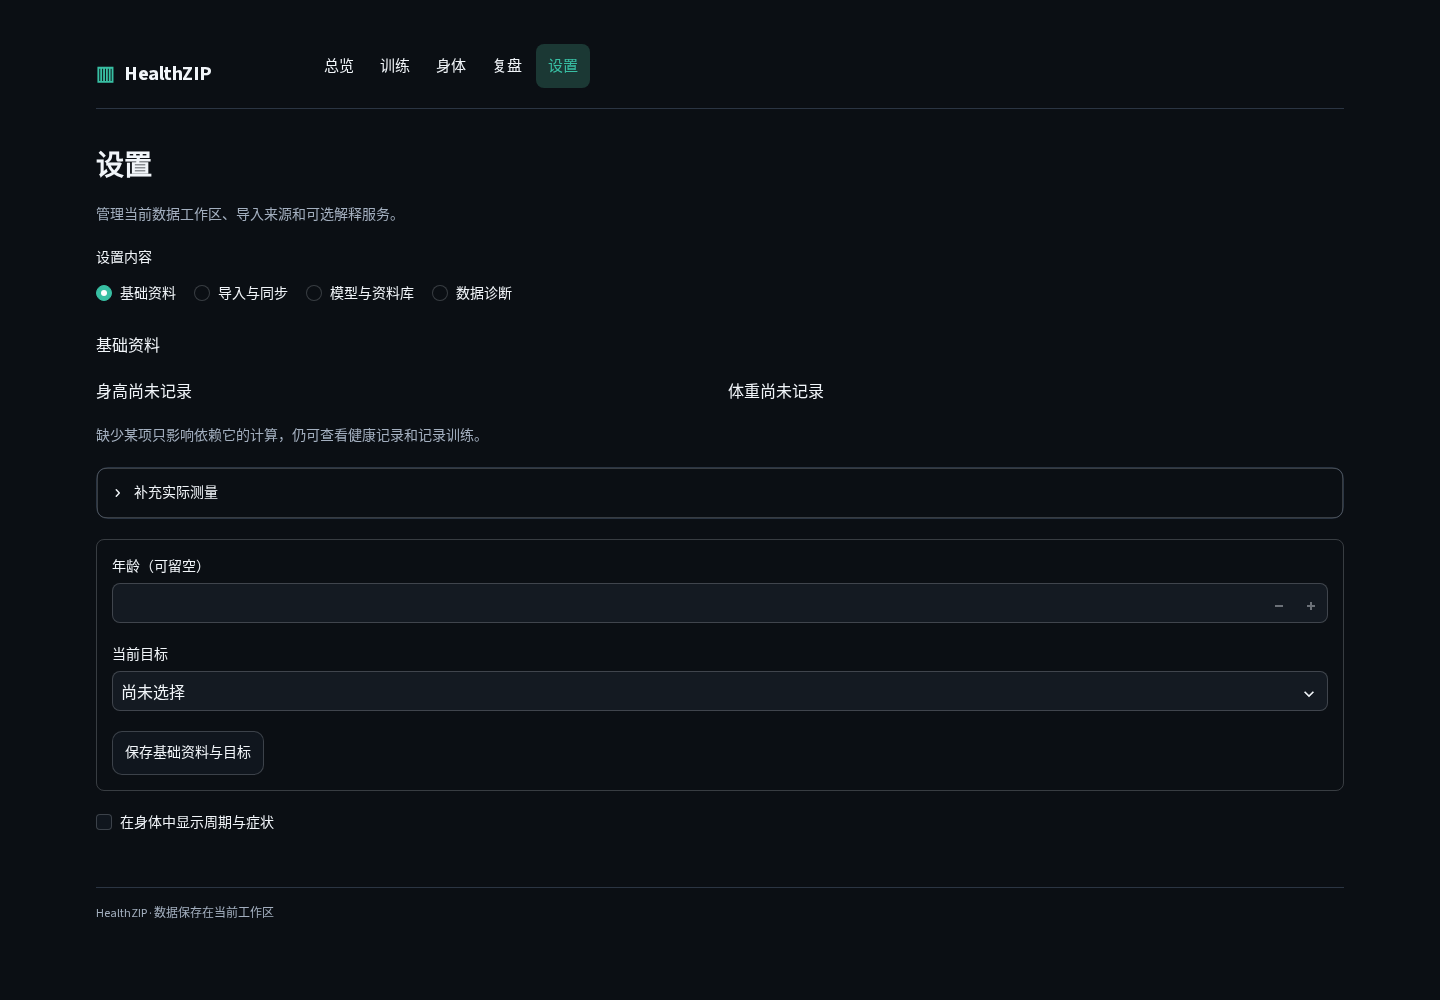 HealthZIP
总览 训练 身体 复盘 设置
设置
管理当前数据工作区、导入来源和可选解释服务。
设置内容
基础资料 导入与同步 模型与资料库 数据诊断
基础资料
身高尚未记录 体重尚未记录
缺少某项只影响依赖它的计算，仍可查看健康记录和记录训练。
补充实际测量
年龄（可留空）
当前目标
尚未选择
保存基础资料与目标
在身体中显示周期与症状
HealthZIP · 数据保存在当前工作区